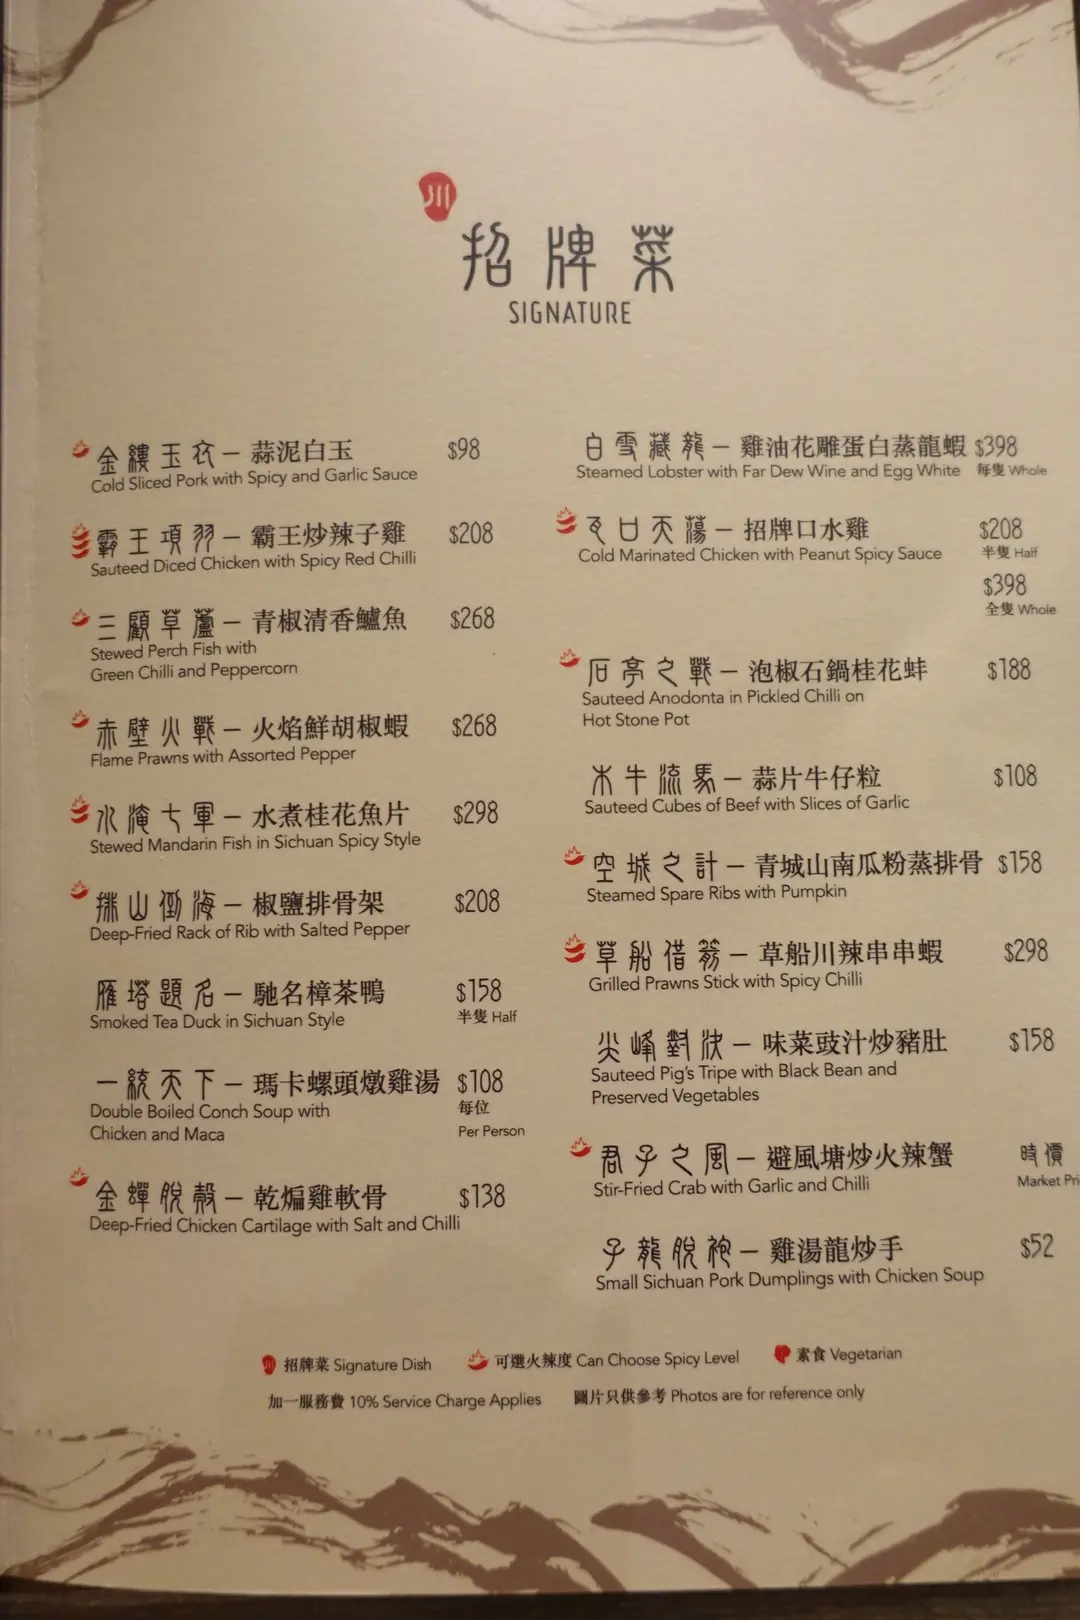 川
招牌菜
SIGNATURE
金縷玉衣 — 蒜泥白玉 $98
Cold Sliced Pork with Spicy and Garlic Sauce
霸王項羽 — 霸王炒辣子雞 $208
Sauteed Diced Chicken with Spicy Red Chilli
三顧草蘆 — 青椒清香鱸魚 $268
Stewed Perch Fish with
Green Chilli and Peppercorn
赤壁火戰 — 火焰鮮胡椒蝦 $268
Flame Prawns with Assorted Pepper
水淹七軍 — 水煮桂花魚片 $298
Stewed Mandarin Fish in Sichuan Spicy Style
排山倒海 — 椒鹽排骨架 $208
Deep-Fried Rack of Rib with Salted Pepper
雁塔題名 — 馳名樟茶鴨 $158
Smoked Tea Duck in Sichuan Style 半隻 Half
一統天下 — 瑪卡螺頭燉雞湯 $108
Double Boiled Conch Soup with 每位
Chicken and Maca Per Person
金蟬脫殼 — 乾煸雞軟骨 $138
Deep-Fried Chicken Cartilage with Salt and Chilli
白雪藏龍 — 雞油花雕蛋白蒸龍蝦 $398
Steamed Lobster with Far Dew Wine and Egg White 每隻 Whole
口天蕩 — 招牌口水雞 $208
Cold Marinated Chicken with Peanut Spicy Sauce 半隻 Half
$398
全隻 Whole
石亭之戰 — 泡椒石鍋桂花蚌 $188
Sauteed Anodonta in Pickled Chilli on
Hot Stone Pot
木牛流馬 — 蒜片牛仔粒 $108
Sauteed Cubes of Beef with Slices of Garlic
空城之計 — 青城山南瓜粉蒸排骨 $158
Steamed Spare Ribs with Pumpkin
草船借箭 — 草船川辣串串蝦 $298
Grilled Prawns Stick with Spicy Chilli
尖峰對決 — 味菜豉汁炒豬肚 $158
Sauteed Pig's Tripe with Black Bean and
Preserved Vegetables
君子之風 — 避風塘炒火辣蟹 時價
Stir-Fried Crab with Garlic and Chilli Market Pri
子龍脫袍 — 雞湯龍炒手 $52
Small Sichuan Pork Dumplings with Chicken Soup
川 招牌菜 Signature Dish 可選火辣度 Can Choose Spicy Level 素食 Vegetarian
加一服務費 10% Service Charge Applies 圖片只供參考 Photos are for reference only